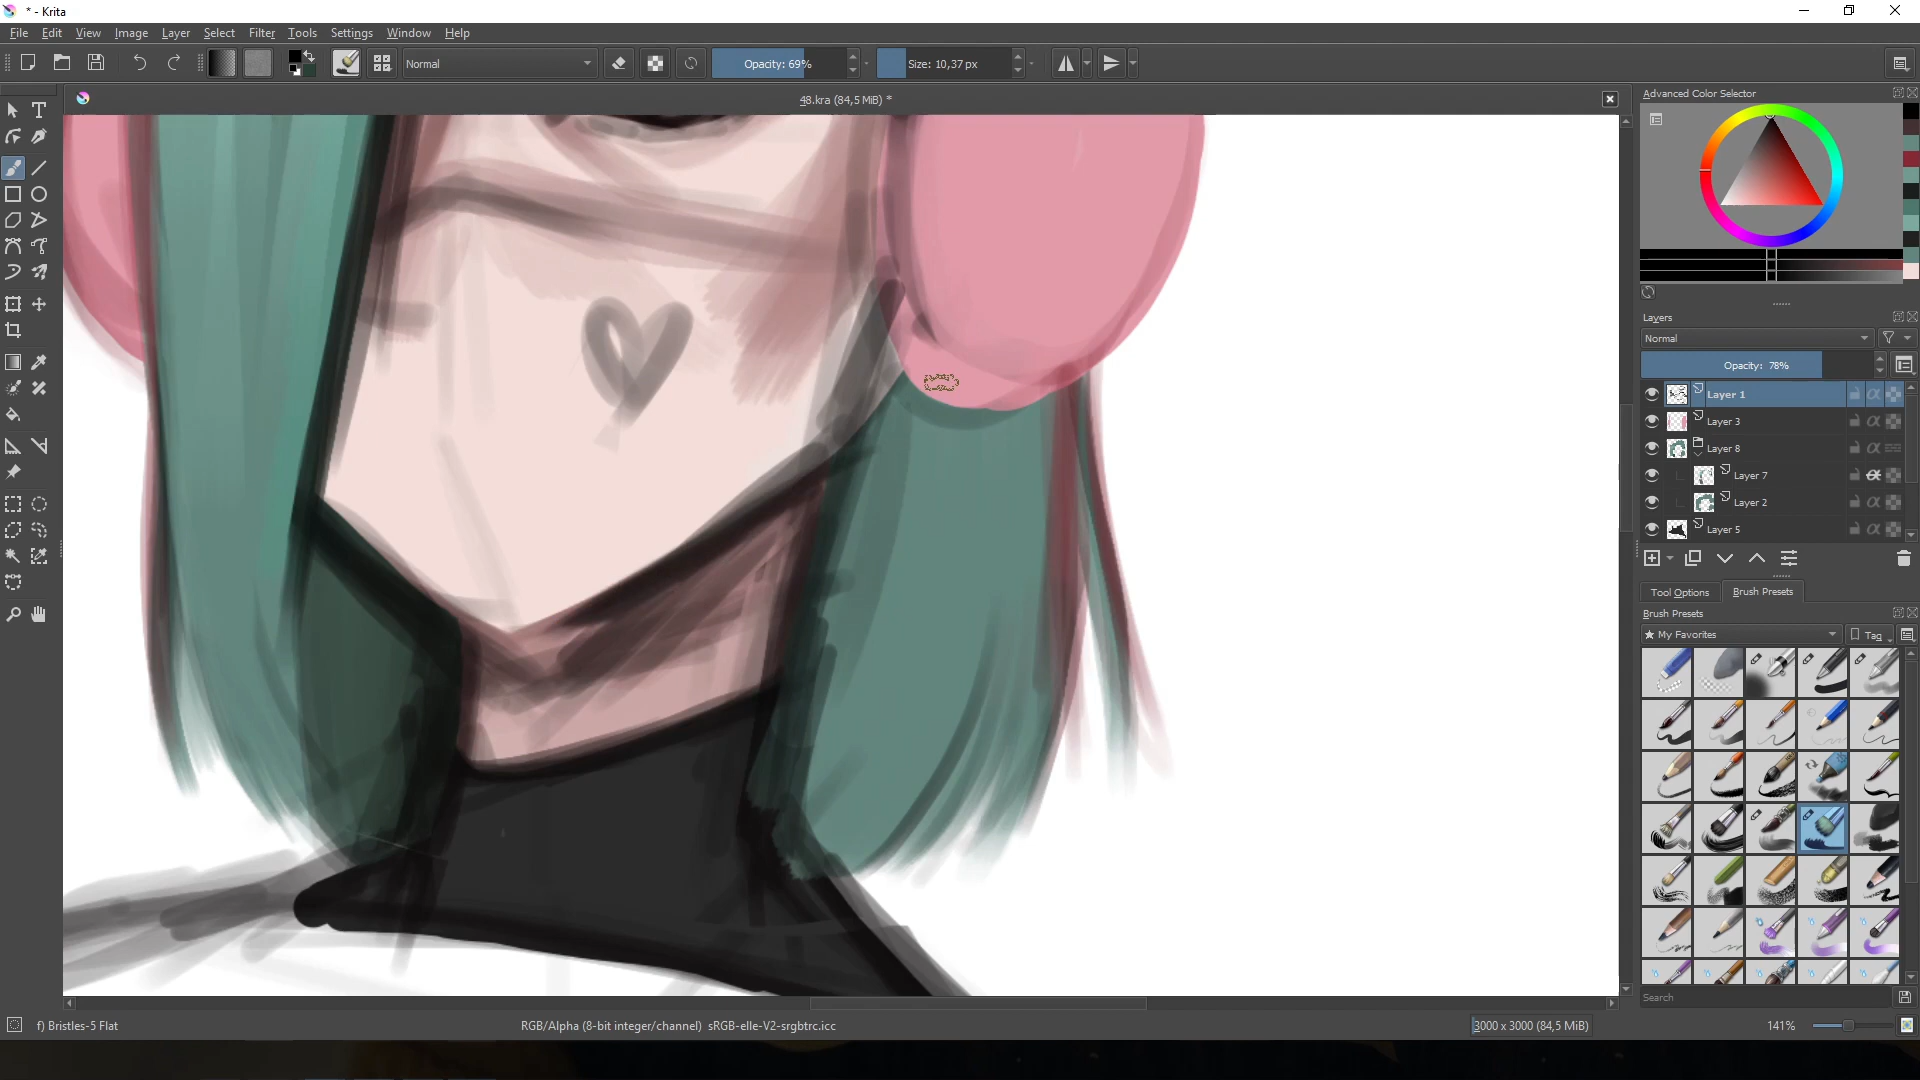 * - Krita
File Edit View Image Layer Select Filter Tools Settings Window Help
Normal Opacity: 69% Size: 10,37 px
48.kra (84,5 MiB) *
Advanced Color Selector
Layers
Normal
Opacity: 78%
Layer 1
Layer 3
Layer 8
Layer 7
Layer 2
Layer 5
Tool Options Brush Presets
Brush Presets
★ My Favorites Tag
Search
f) Bristles-5 Flat RGB/Alpha (8-bit integer/channel) sRGB-elle-V2-srgbtrc.icc 3000 x 3000 (84,5 MiB) 141%